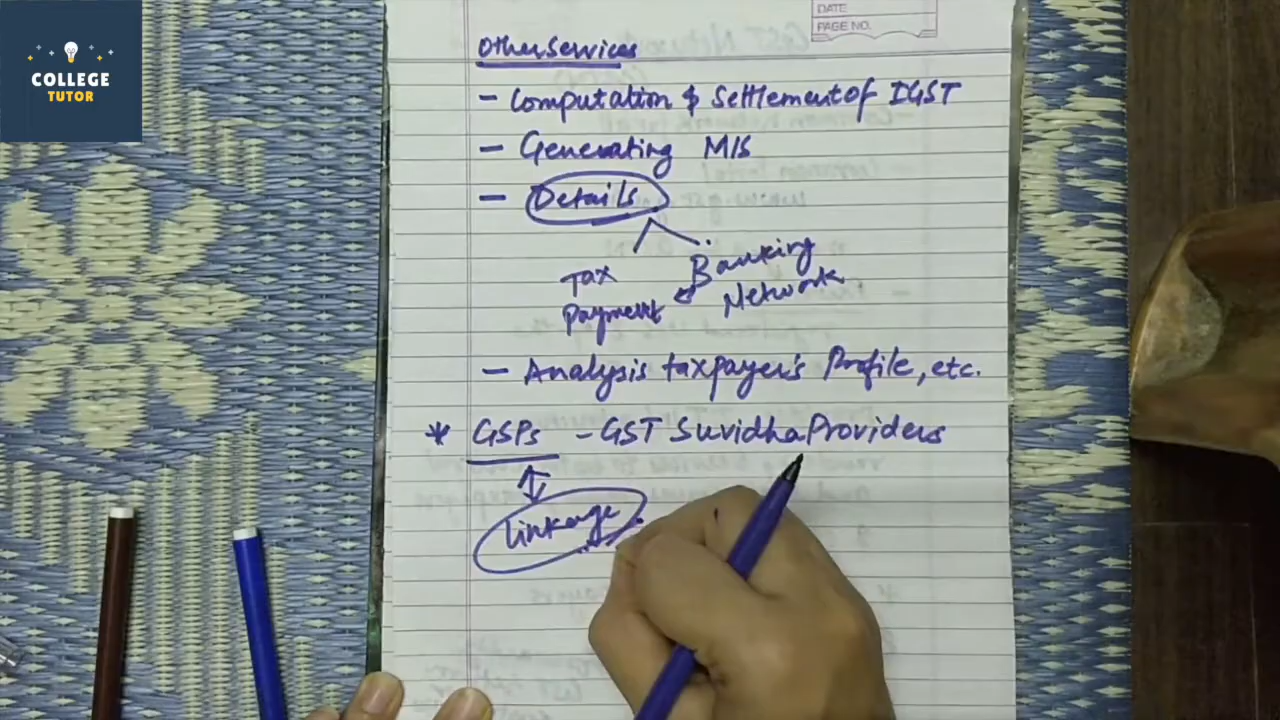 COLLEGE
TUTOR
DATE
PAGE NO.
Other Services
- Computation & Settlement of IGST
- Generating MIS
- Details
Tax Payment
Banking Network
- Analysis taxpayer's Profile, etc.
* GSPs - GST Suvidha Providers
linkage